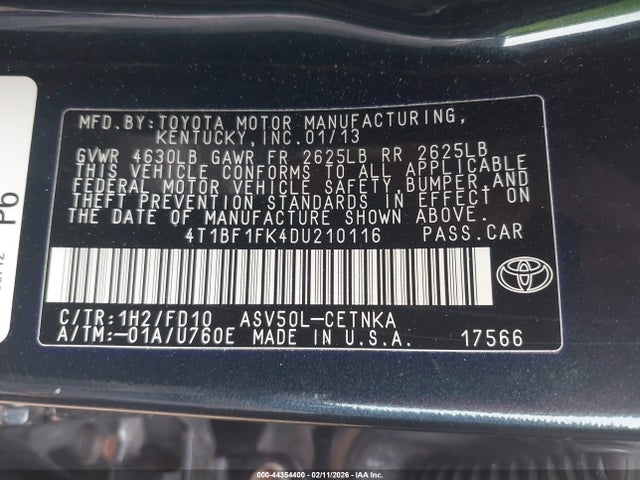 MFD.BY:TOYOTA MOTOR MANUFACTURING,
KENTUCKY,INC.01/13
GVWR 4630LB GAWR FR 2625LB RR 2625LB
THIS VEHICLE CONFORMS TO ALL APPLICABLE
FEDERAL MOTOR VEHICLE SAFETY,BUMPER,AND
THEFT PREVENTION STANDARDS IN EFFECT ON
THE DATE OF MANUFACTURE SHOWN ABOVE.
4T1BF1FK4DU210116 PASS.CAR
C/TR:1H2/FD10 ASV50L-CETNKA
A/TM:-01A/U760E MADE IN U.S.A. 17566
P6
000-44354400 - 02/11/2026 - IAA Inc.